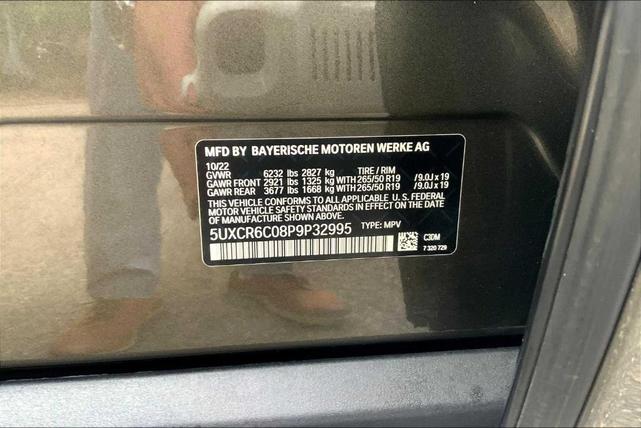 MFD BY BAYERISCHE MOTOREN WERKE AG
10/22
GVWR 6232 lbs 2827 kg TIRE / RIM
GAWR FRONT 2921 lbs 1325 kg WITH 265/50 R19 /9.0J x 19
GAWR REAR 3677 lbs 1668 kg WITH 265/50 R19 /9.0J x 19
THIS VEHICLE CONFORMS TO ALL APPLICABLE U.S. FEDERAL
MOTOR VEHICLE SAFETY STANDARDS IN EFFECT ON THE DATE
OF MANUFACTURE SHOWN ABOVE.
5UXCR6C08P9P32995 TYPE: MPV
C3DM
7 320 729